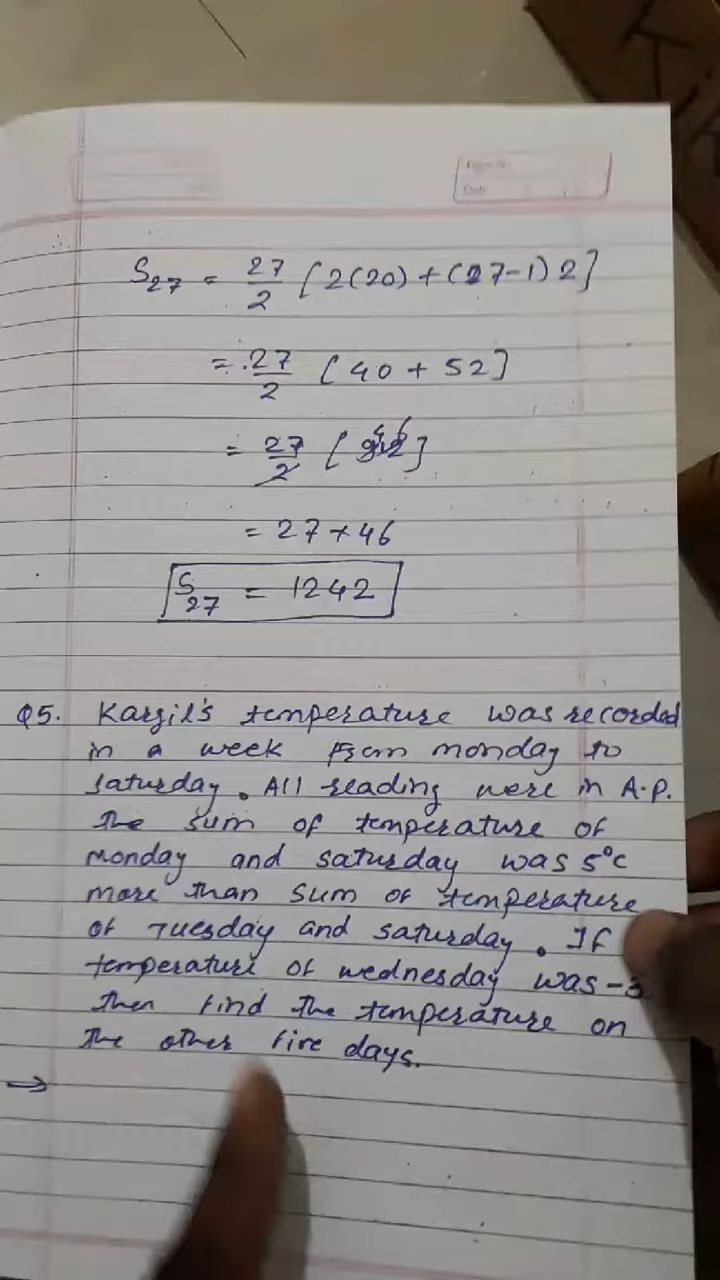 S27 = 27/2 [2(20) + (27-1) 2]
= 27/2 [40 + 52]
= 27/2 [92] 46
= 27 × 46
S27 = 1242
Q5. Kargil's temperature was recorded
in a week from monday to
saturday. All reading were in A.P.
The sum of temperature of
monday and saturday was 5°c
more than sum of temperature
of Tuesday and saturday. If
temperature of wednesday was -3
then find the temperature on
the other five days.
→